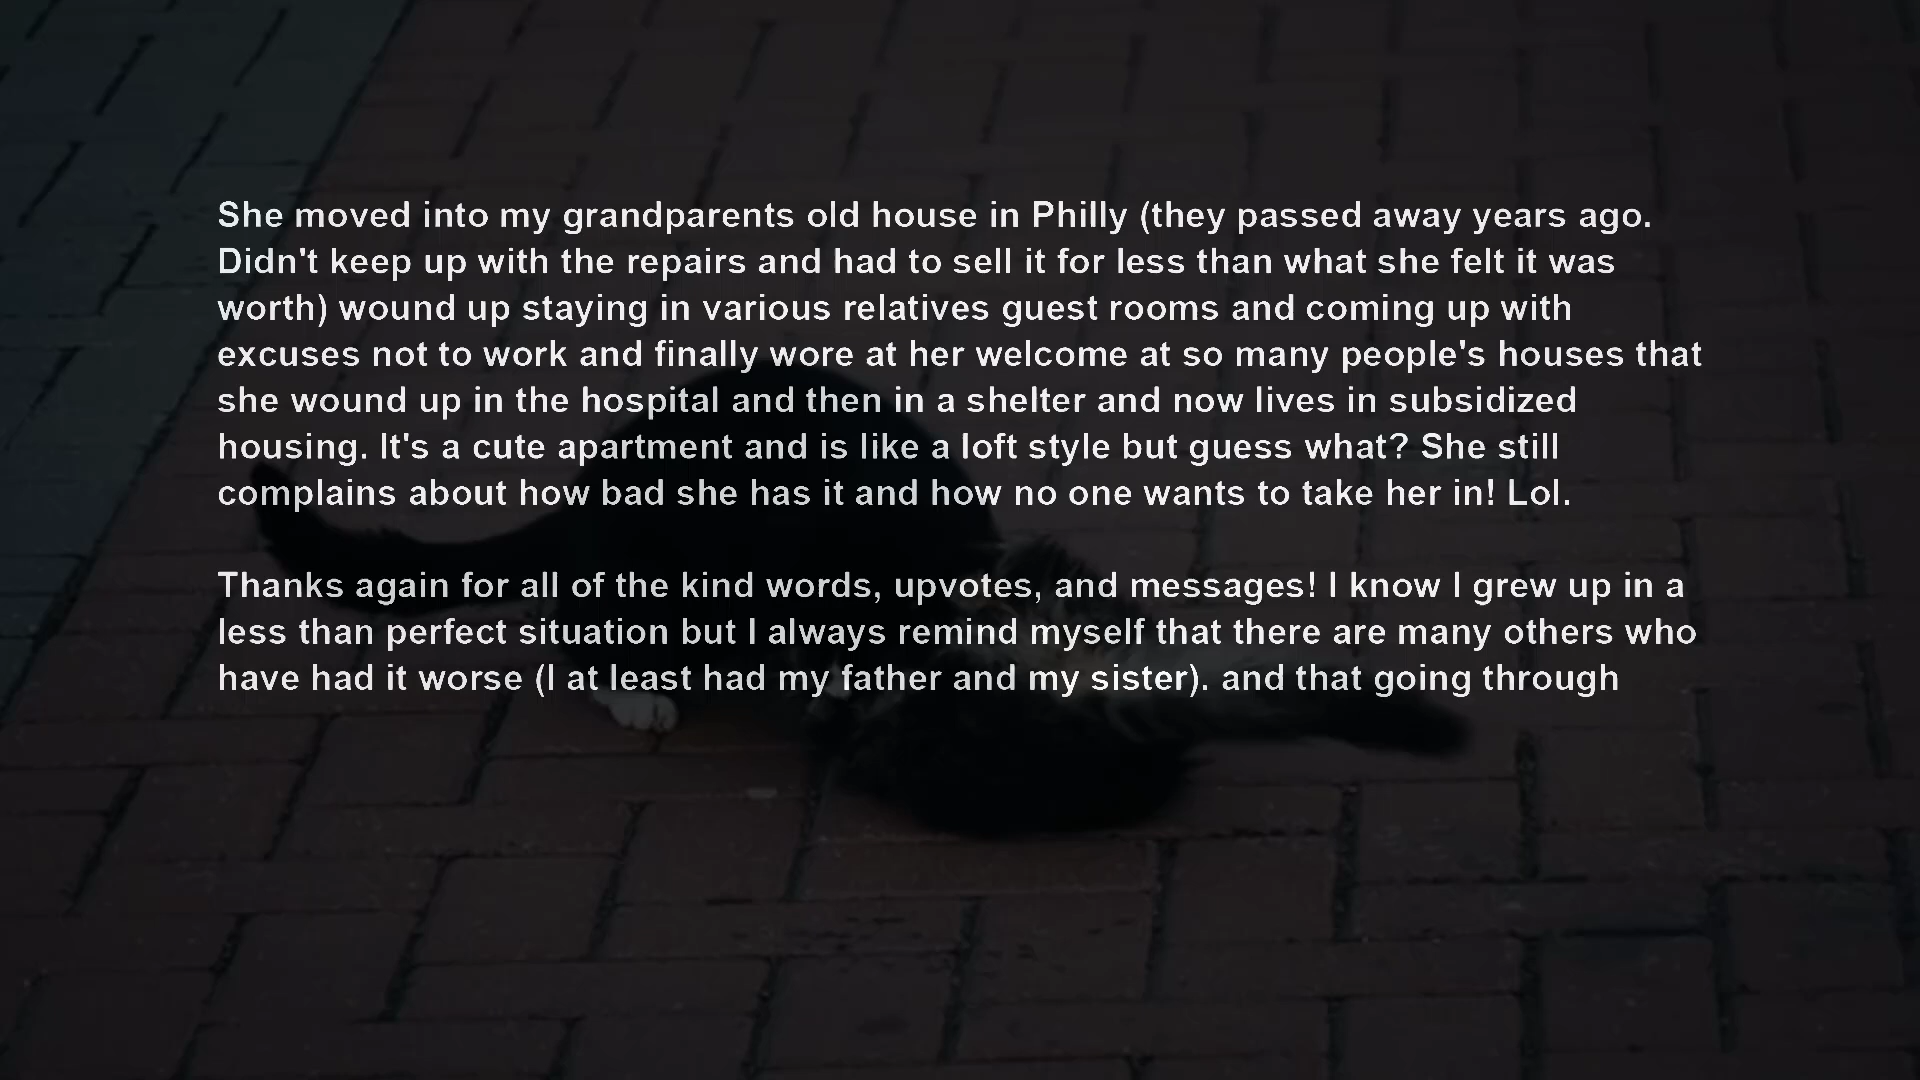 She moved into my grandparents old house in Philly (they passed away years ago.
Didn't keep up with the repairs and had to sell it for less than what she felt it was
worth) wound up staying in various relatives guest rooms and coming up with
excuses not to work and finally wore at her welcome at so many people's houses that
she wound up in the hospital and then in a shelter and now lives in subsidized
housing. It's a cute apartment and is like a loft style but guess what? She still
complains about how bad she has it and how no one wants to take her in! Lol.
Thanks again for all of the kind words, upvotes, and messages! I know I grew up in a
less than perfect situation but I always remind myself that there are many others who
have had it worse (I at least had my father and my sister). and that going through